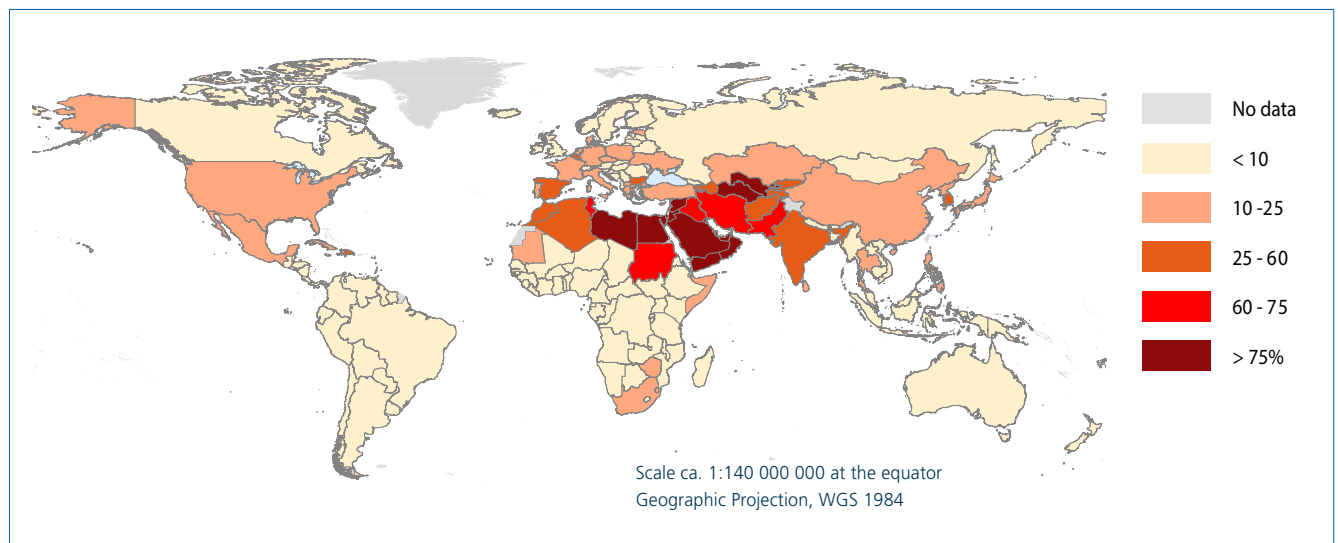 No data
< 10
10 -25
25 - 60
60 - 75
> 75%
Scale ca. 1:140 000 000 at the equator
Geographic Projection, WGS 1984